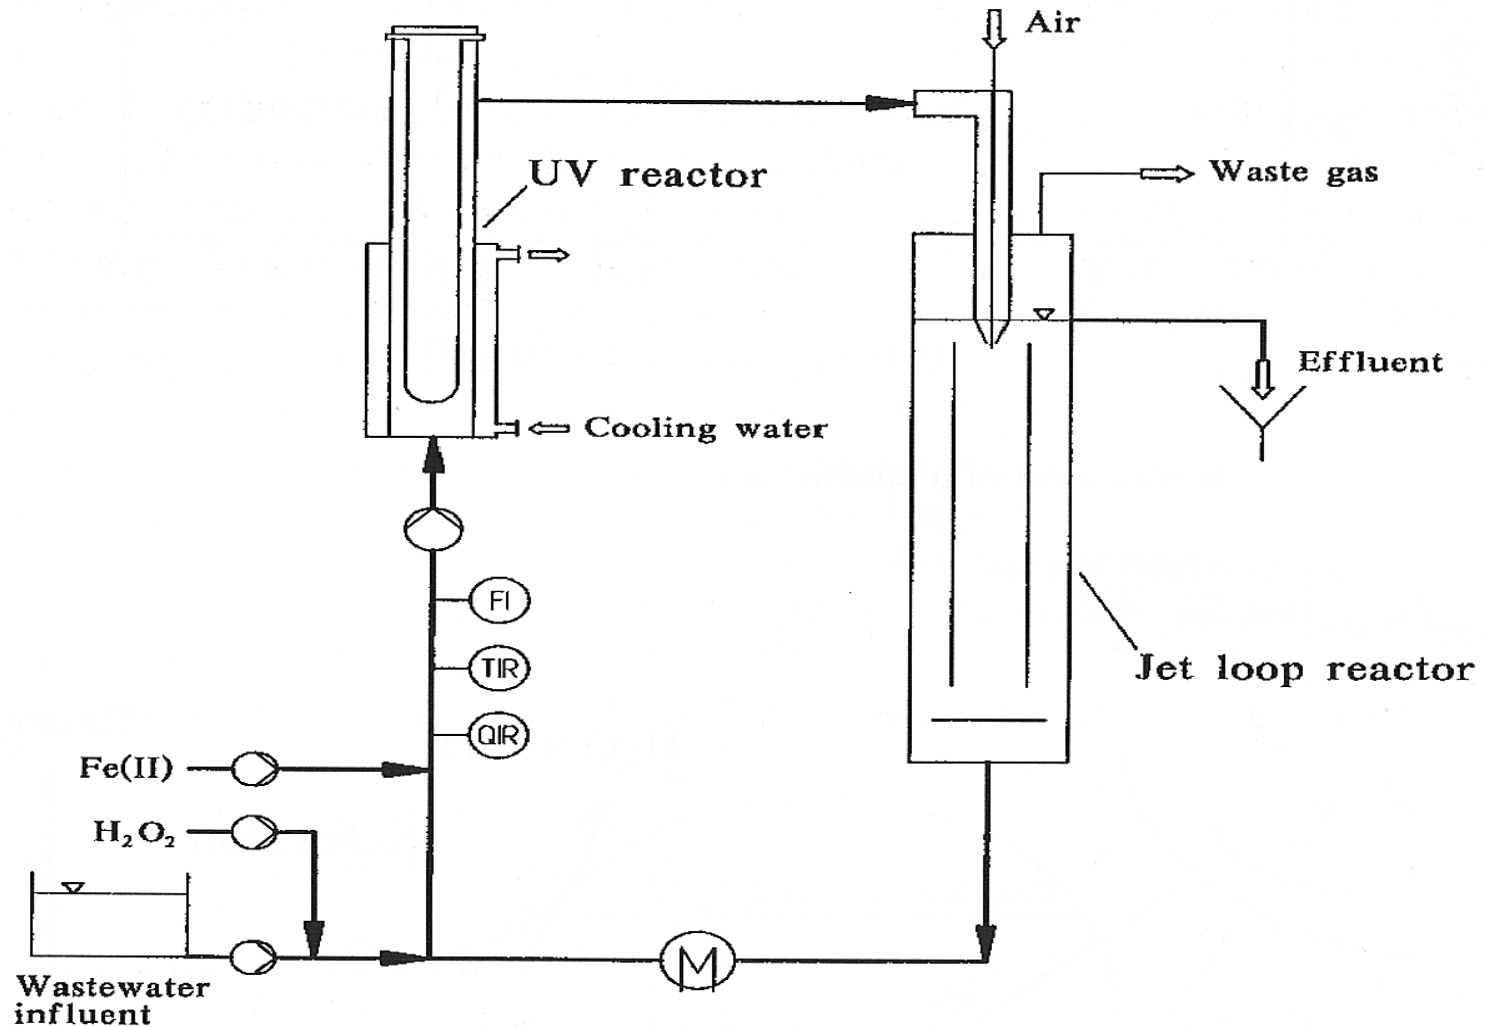 Air
Waste gas
UV reactor
Effluent
Cooling water
FI
TIR
QIR
Jet loop reactor
Fe(II)
H₂O₂
Wastewater
influent
M